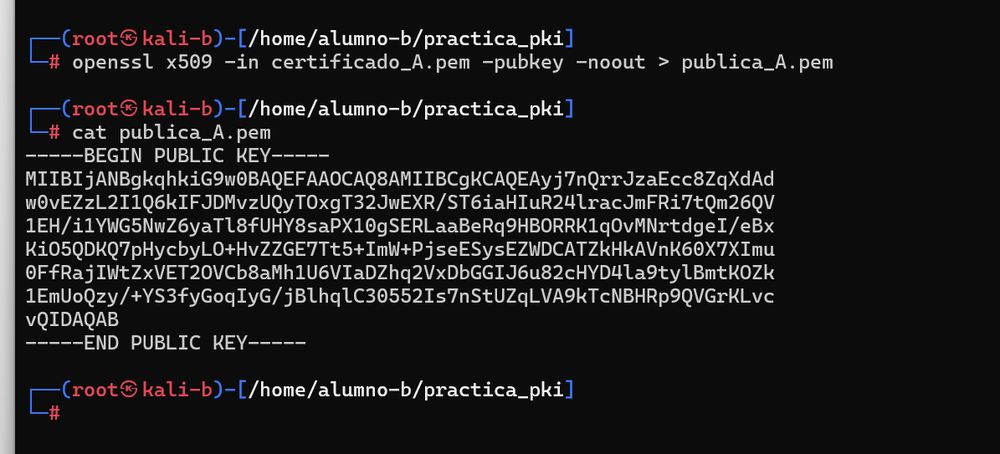 ┌──(root㉿kali-b)-[/home/alumno-b/practica_pki]
└─# openssl x509 -in certificado_A.pem -pubkey -noout > publica_A.pem
┌──(root㉿kali-b)-[/home/alumno-b/practica_pki]
└─# cat publica_A.pem
-----BEGIN PUBLIC KEY-----
MIIBIjANBgkqhkiG9w0BAQEFAAOCAQ8AMIIBCgKCAQEAyj7nQrrJzaEcc8ZqXdAd
w0vEZzL2I1Q6kIFJDMvzUQyTOxgT32JwEXR/ST6iaHIuR24lracJmFRi7tQm26QV
1EH/i1YWG5NwZ6yaTl8fUHY8saPX10gSERLaaBeRq9HBORRK1qOvMNrtdgeI/eBx
KiO5QDKQ7pHycbyLO+HvZZGE7Tt5+ImW+PjseESysEZWDCATZkHkAVnK60X7XImu
0FfRajIWtZxVET2OVCb8aMh1U6VIaDZhq2VxDbGGIJ6u82cHYD4la9tylBmtKOZk
1EmUoQzy/+YS3fyGoqIyG/jBlhqlC30552Is7nStUZqLVA9kTcNBHRp9QVGrKLvc
vQIDAQAB
-----END PUBLIC KEY-----
┌──(root㉿kali-b)-[/home/alumno-b/practica_pki]
└─#